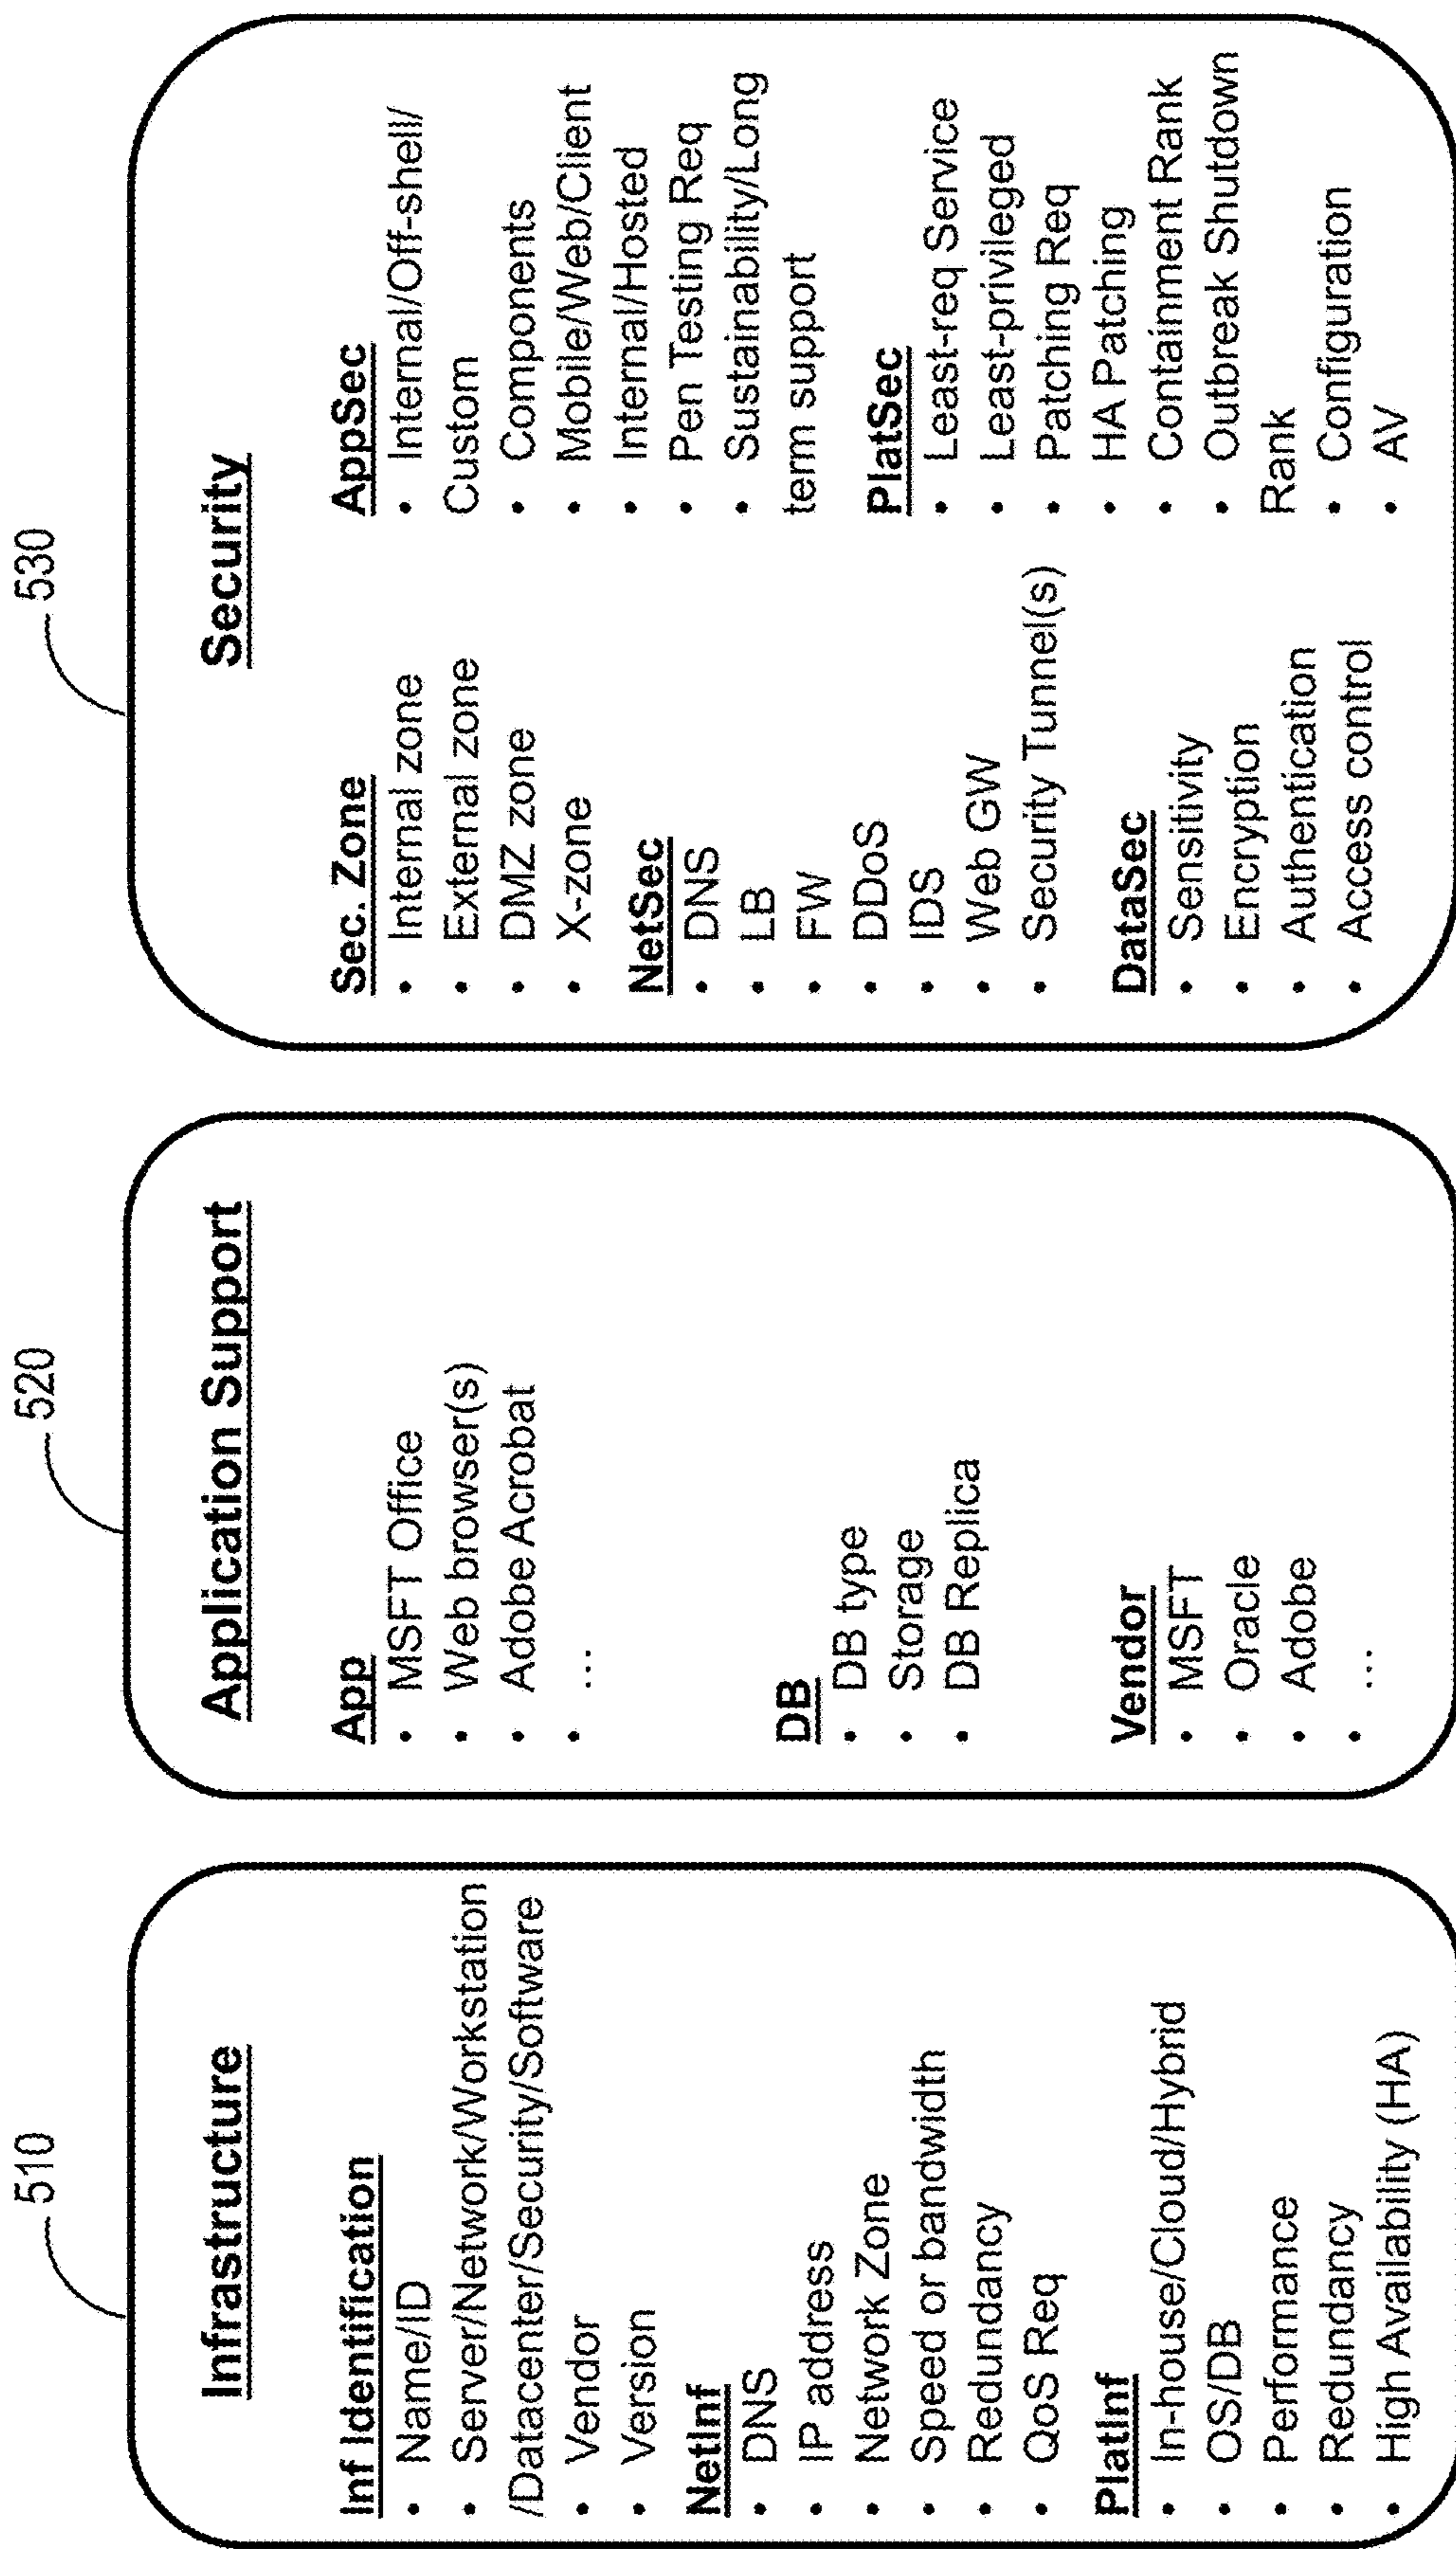 510
Infrastructure
Inf Identification
• Name/ID
• Server/Network/Workstation
/Datacenter/Security/Software
• Vendor
• Version
NetInf
• DNS
• IP address
• Network Zone
• Speed or bandwidth
• Redundancy
• QoS Req
PlatInf
• In-house/Cloud/Hybrid
• OS/DB
• Performance
• Redundancy
• High Availability (HA)
520
Application Support
App
• MSFT Office
• Web browser(s)
• Adobe Acrobat
• ...
DB
• DB type
• Storage
• DB Replica
Vendor
• MSFT
• Oracle
• Adobe
• ...
530
Security
Sec. Zone
• Internal zone
• External zone
• DMZ zone
• X-zone
NetSec
• DNS
• LB
• FW
• DDoS
• IDS
• Web GW
• Security Tunnel(s)
DataSec
• Sensitivity
• Encryption
• Authentication
• Access control
AppSec
• Internal/Off-shell/
Custom
• Components
• Mobile/Web/Client
• Internal/Hosted
• Pen Testing Req
• Sustainability/Long
term support
PlatSec
• Least-req Service
• Least-privileged
• Patching Req
• HA Patching
• Containment Rank
• Outbreak Shutdown
Rank
• Configuration
• AV